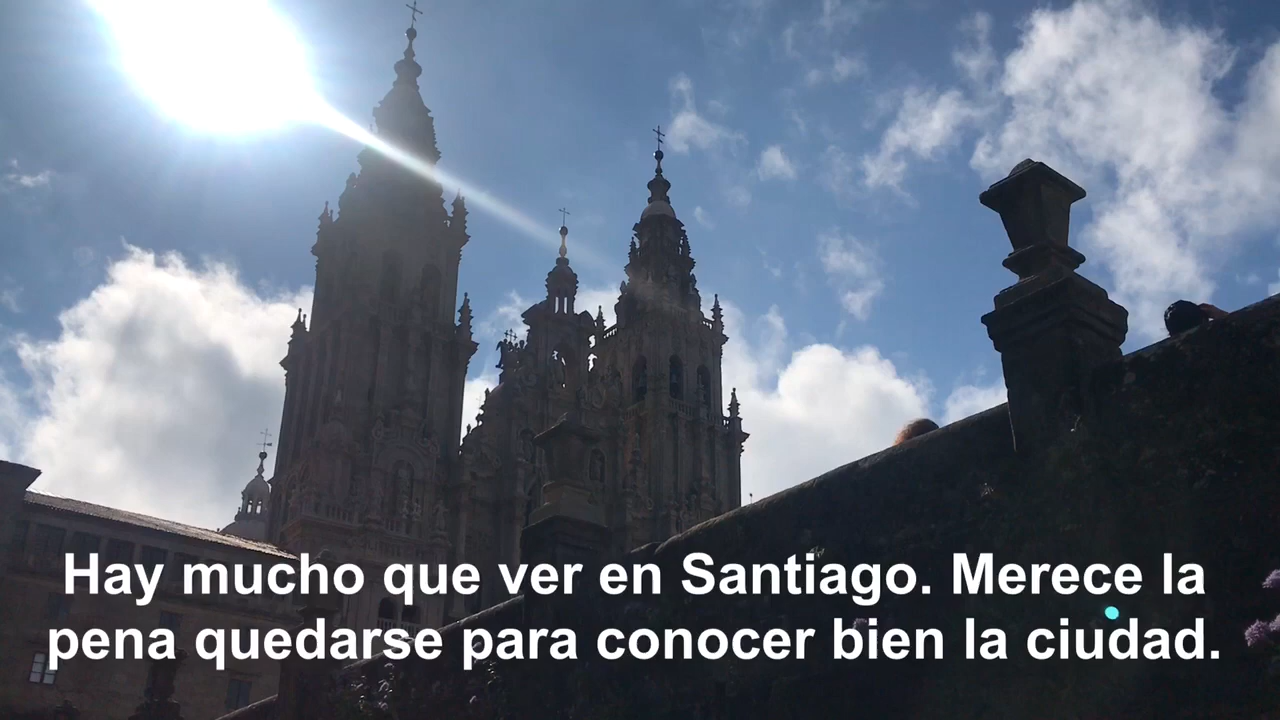 Hay mucho que ver en Santiago. Merece la
pena quedarse para conocer bien la ciudad.